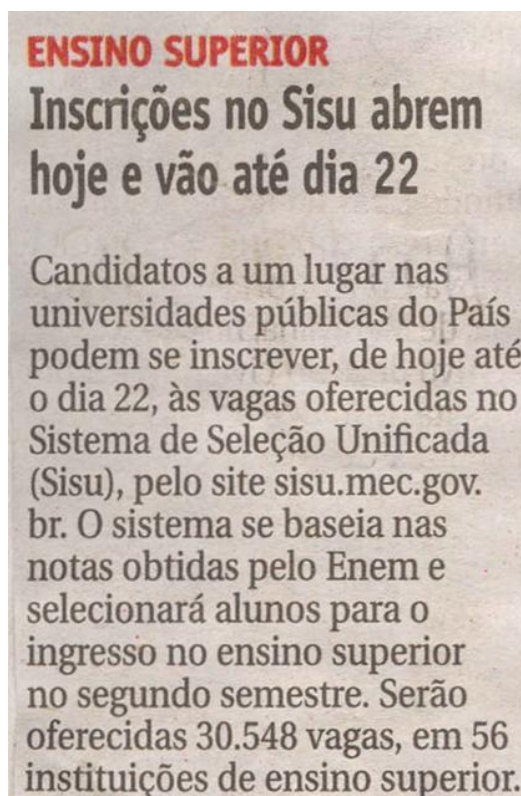 ENSINO SUPERIOR
Inscrições no Sisu abrem
hoje e vão até dia 22
Candidatos a um lugar nas
universidades públicas do País
podem se inscrever, de hoje até
o dia 22, às vagas oferecidas no
Sistema de Seleção Unificada
(Sisu), pelo site sisu.mec.gov.
br. O sistema se baseia nas
notas obtidas pelo Enem e
selecionará alunos para o
ingresso no ensino superior
no segundo semestre. Serão
oferecidas 30.548 vagas, em 56
instituições de ensino superior.